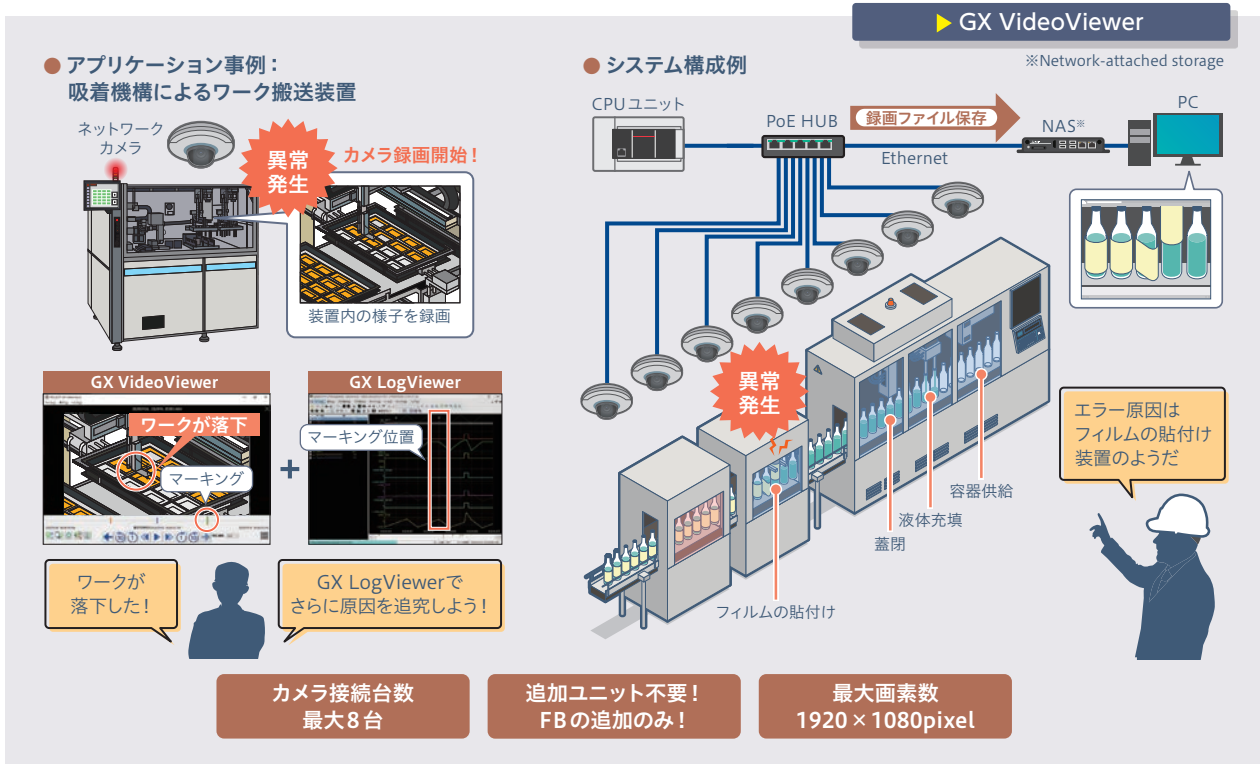 GX VideoViewer
※Network-attached storage
● アプリケーション事例：
吸着機構によるワーク搬送装置
ネットワーク
カメラ
異常
発生
カメラ録画開始！
装置内の様子を録画
GX VideoViewer
ワークが落下
マーキング
+
GX LogViewer
マーキング位置
ワークが
落下した！
GX LogViewerで
さらに原因を追究しよう！
● システム構成例
CPUユニット
PoE HUB
録画ファイル保存
Ethernet
NAS※
PC
異常
発生
容器供給
液体充填
蓋閉
フィルムの貼付け
エラー原因は
フィルムの貼付け
装置のようだ
カメラ接続台数
最大8台
追加ユニット不要！
FBの追加のみ！
最大画素数
1920×1080pixel